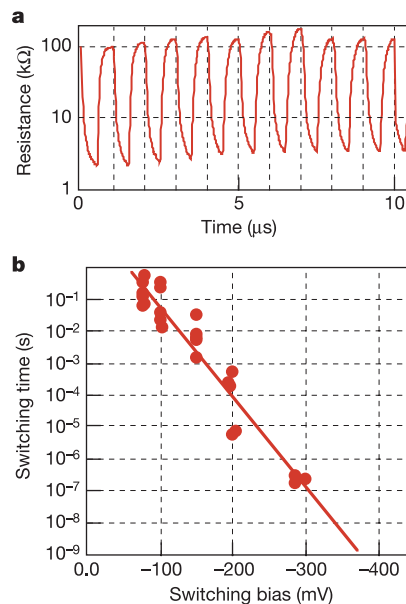 a
100
10
1
Resistance (kΩ)
0 5 10
Time (μs)
b
10⁻¹
10⁻²
10⁻³
10⁻⁴
10⁻⁵
10⁻⁶
10⁻⁷
10⁻⁸
10⁻⁹
Switching time (s)
0.0 –100 –200 –300 –400
Switching bias (mV)